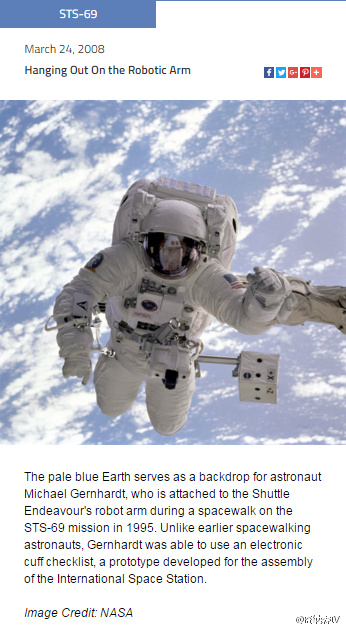 STS-69
March 24, 2008
Hanging Out On the Robotic Arm
The pale blue Earth serves as a backdrop for astronaut
Michael Gernhardt, who is attached to the Shuttle
Endeavour's robot arm during a spacewalk on the
STS-69 mission in 1995. Unlike earlier spacewalking
astronauts, Gernhardt was able to use an electronic
cuff checklist, a prototype developed for the assembly
of the International Space Station.
Image Credit: NASA